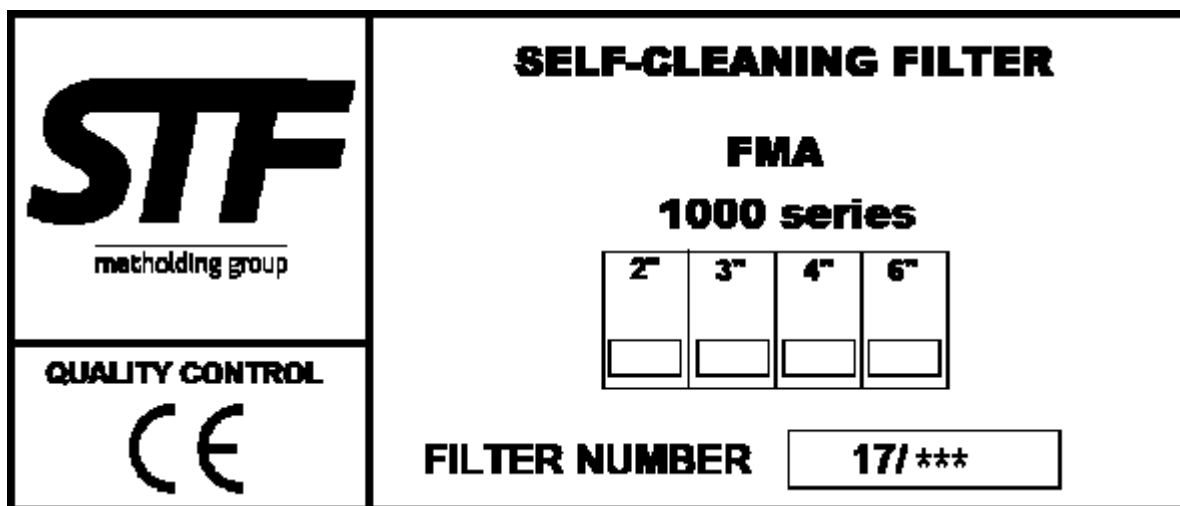 STF
matholding group
QUALITY CONTROL
CE
SELF-CLEANING FILTER
FMA
1000 series
2" 3" 4" 6"
FILTER NUMBER 17/***